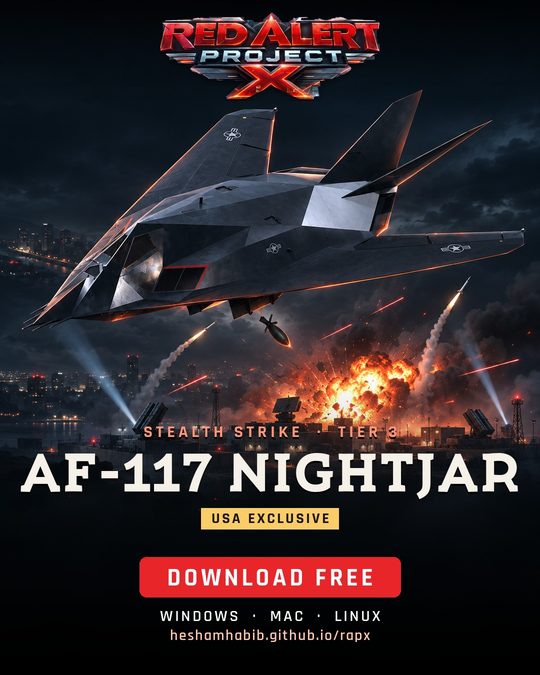 RED ALERT
PROJECT
X
STEALTH STRIKE · TIER 3
AF-117 NIGHTJAR
USA EXCLUSIVE
DOWNLOAD FREE
WINDOWS · MAC · LINUX
heshamhabib.github.io/rapx